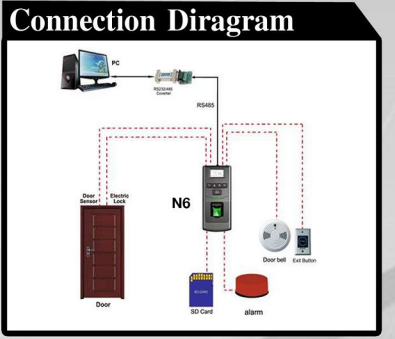 Connection Diragram
PC
RS232/485
Coverter
RS485
Door
Sensor
Electric
Lock
N6
Door bell
Exit Button
Door
SD Card
alarm